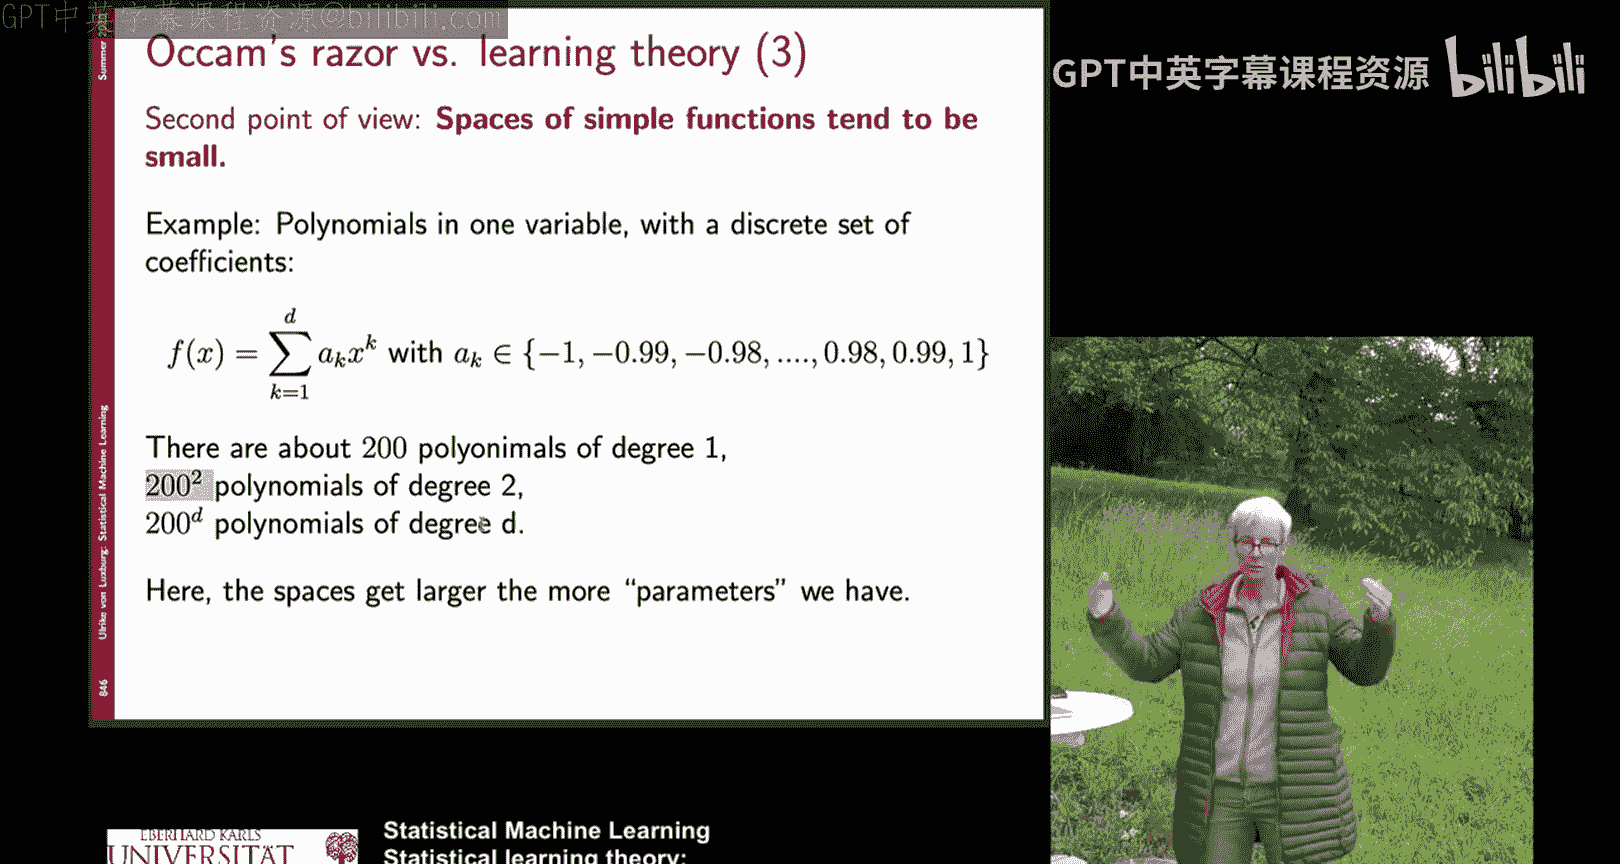 GPT中英字幕课程资源@bilibili.com
Summer
Occam's razor vs. learning theory (3)
GPT中英字幕课程资源 bilibili
Second point of view: Spaces of simple functions tend to be
small.
Example: Polynomials in one variable, with a discrete set of
coefficients:
f(x) = \sum_{k=1}^{d} a_k x^k with a_k ∈ {−1, −0.99, −0.98, ...., 0.98, 0.99, 1}
There are about 200 polyonimals of degree 1,
200² polynomials of degree 2,
200^d polynomials of degree d.
Here, the spaces get larger the more “parameters” we have.
Ulrike von Luxburg: Statistical Machine Learning
846
EBERHARD KARLS
UNIVERSITÄT
Statistical Machine Learning
Statistical learning theory: